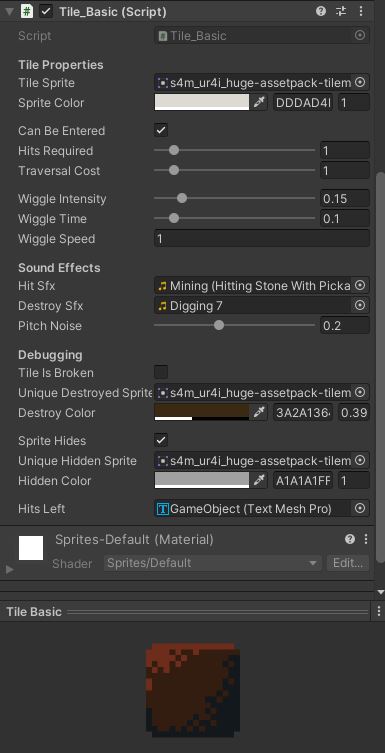 Tile_Basic (Script)
Script Tile_Basic
Tile Properties
Tile Sprite s4m_ur4i_huge-assetpack-tilem
Sprite Color DDDAD4 1
Can Be Entered
Hits Required 1
Traversal Cost 1
Wiggle Intensity 0.15
Wiggle Time 0.1
Wiggle Speed 1
Sound Effects
Hit Sfx Mining (Hitting Stone With Picka
Destroy Sfx Digging 7
Pitch Noise 0.2
Debugging
Tile Is Broken
Unique Destroyed Sprite s4m_ur4i_huge-assetpack-tilem
Destroy Color 3A2A136 0.39
Sprite Hides
Unique Hidden Sprite s4m_ur4i_huge-assetpack-tilem
Hidden Color A1A1A1FF 1
Hits Left GameObject (Text Mesh Pro)
Sprites-Default (Material)
Shader Sprites/Default Edit...
Tile Basic